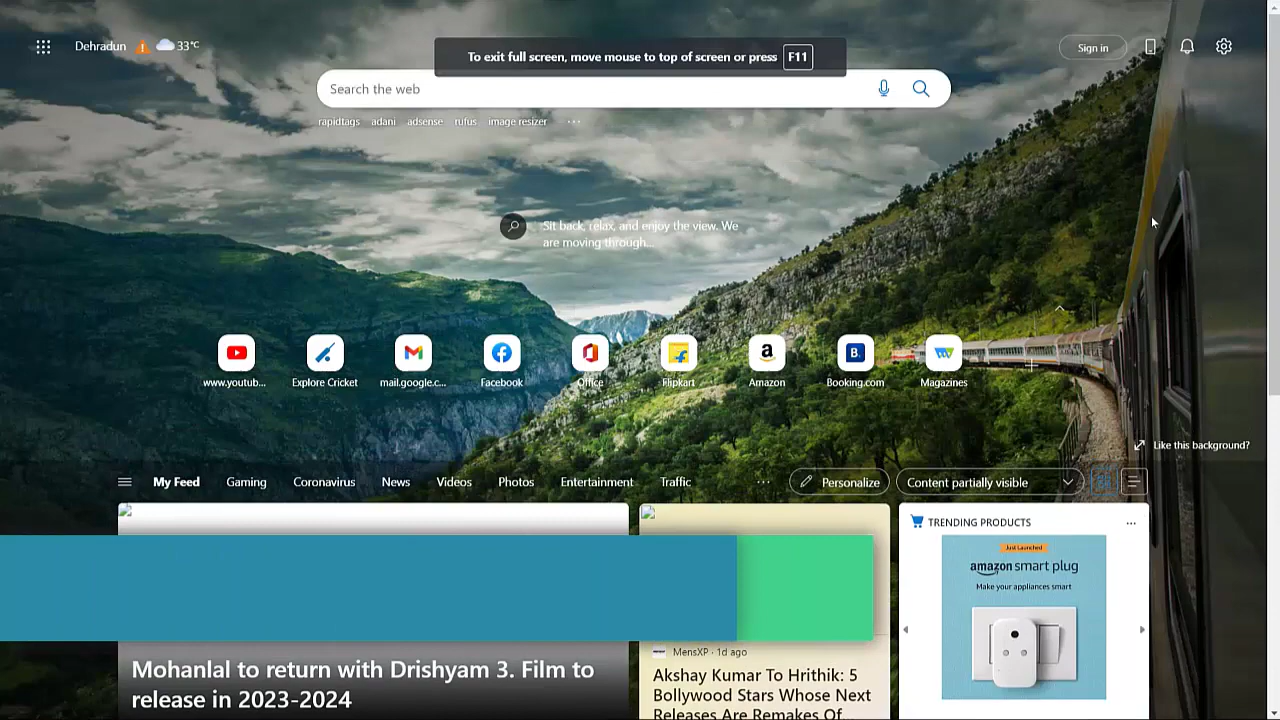 Dehradun
33°C
To exit full screen, move mouse to top of screen or press F11
Sign in
Search the web
rapidtags adani adsense rufus image resizer ...
Sit back, relax, and enjoy the view. We
are moving through...
www.youtub...
Explore Cricket
mail.google.c...
Facebook
Office
Flipkart
a
Amazon
B.
Booking.com
Magazines
Like this background?
My Feed Gaming Coronavirus News Videos Photos Entertainment Traffic ... Personalize Content partially visible
TRENDING PRODUCTS ...
Just Launched
amazon smart plug
Make your appliances smart
Mohanlal to return with Drishyam 3. Film to
release in 2023-2024
MensXP · 1d ago
Akshay Kumar To Hrithik: 5
Bollywood Stars Whose Next
Releases Are Remakes Of...